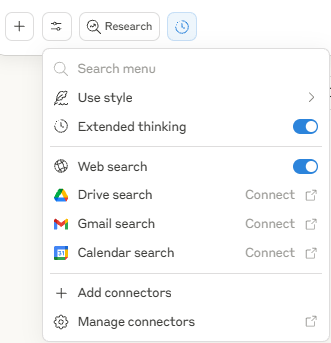 Research
Search menu
Use style
Extended thinking
Web search
Drive search Connect
Gmail search Connect
31
Calendar search Connect
Add connectors
Manage connectors